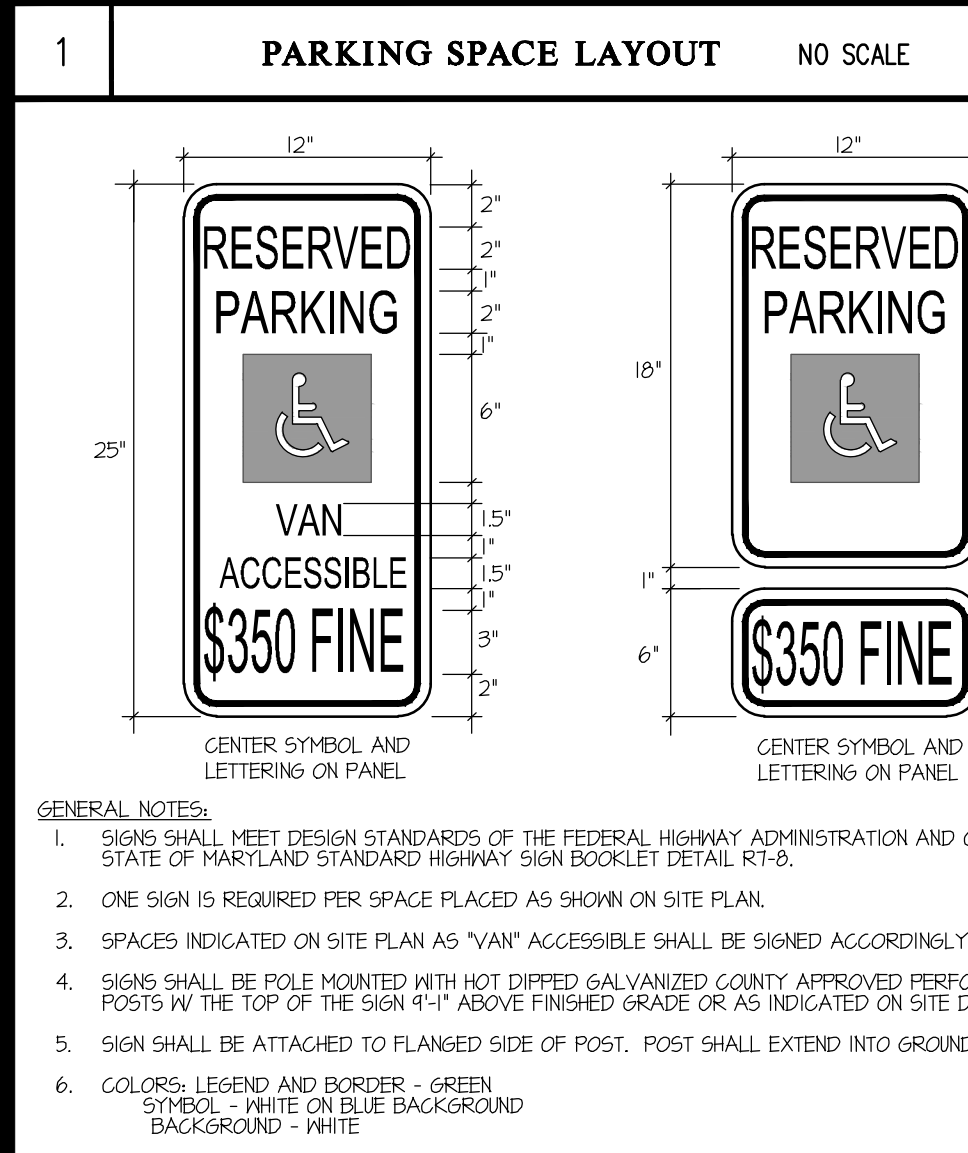 1
PARKING SPACE LAYOUT NO SCALE
12"
25"
RESERVED
PARKING
VAN
ACCESSIBLE
$350 FINE
2"
2"
1"
2"
1"
6"
1.5"
1"
1.5"
1"
3"
2"
CENTER SYMBOL AND
LETTERING ON PANEL
12"
18"
1"
6"
RESERVED
PARKING
$350 FINE
CENTER SYMBOL AND
LETTERING ON PANEL
GENERAL NOTES:
1. SIGNS SHALL MEET DESIGN STANDARDS OF THE FEDERAL HIGHWAY ADMINISTRATION AND
STATE OF MARYLAND STANDARD HIGHWAY SIGN BOOKLET DETAIL R7-8.
2. ONE SIGN IS REQUIRED PER SPACE PLACED AS SHOWN ON SITE PLAN.
3. SPACES INDICATED ON SITE PLAN AS "VAN" ACCESSIBLE SHALL BE SIGNED ACCORDINGLY
4. SIGNS SHALL BE POLE MOUNTED WITH HOT DIPPED GALVANIZED COUNTY APPROVED
POSTS W/ THE TOP OF THE SIGN 9'-1" ABOVE FINISHED GRADE OR AS INDICATED ON SITE
5. SIGN SHALL BE ATTACHED TO FLANGED SIDE OF POST. POST SHALL EXTEND INTO GROUND
6. COLORS: LEGEND AND BORDER - GREEN
SYMBOL - WHITE ON BLUE BACKGROUND
BACKGROUND - WHITE